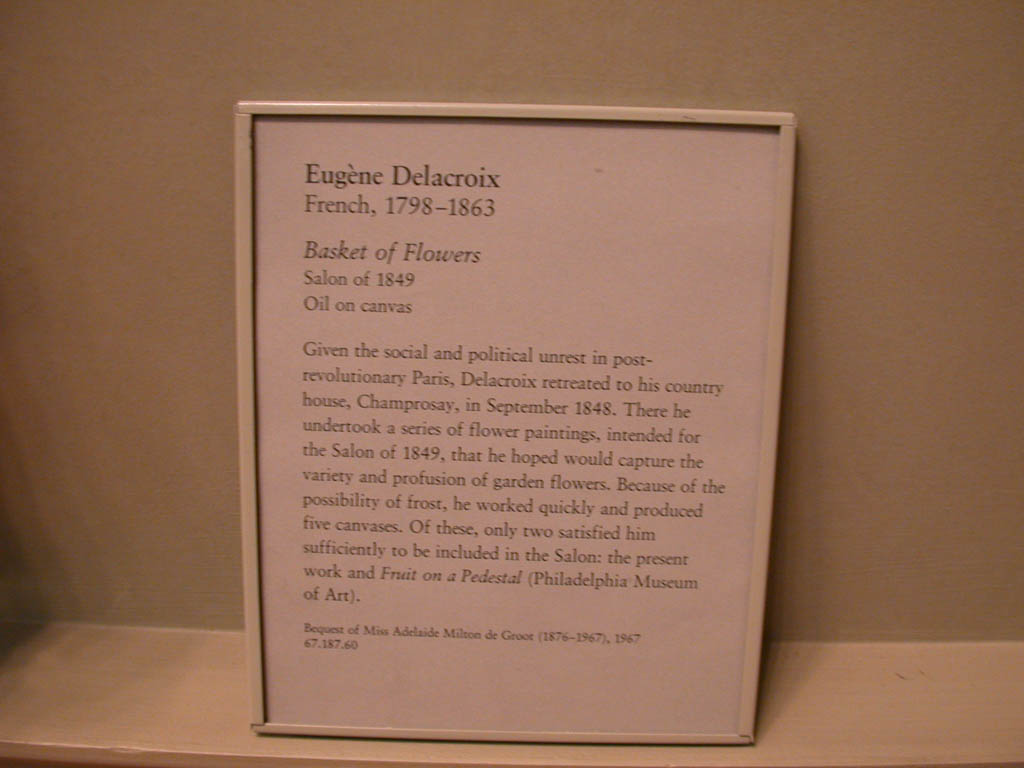 Eugène Delacroix
French, 1798–1863
Basket of Flowers
Salon of 1849
Oil on canvas
Given the social and political unrest in post-
revolutionary Paris, Delacroix retreated to his country
house, Champrosay, in September 1848. There he
undertook a series of flower paintings, intended for
the Salon of 1849, that he hoped would capture the
variety and profusion of garden flowers. Because of the
possibility of frost, he worked quickly and produced
five canvases. Of these, only two satisfied him
sufficiently to be included in the Salon: the present
work and Fruit on a Pedestal (Philadelphia Museum
of Art).
Bequest of Miss Adelaide Milton de Groot (1876–1967), 1967
67.187.60